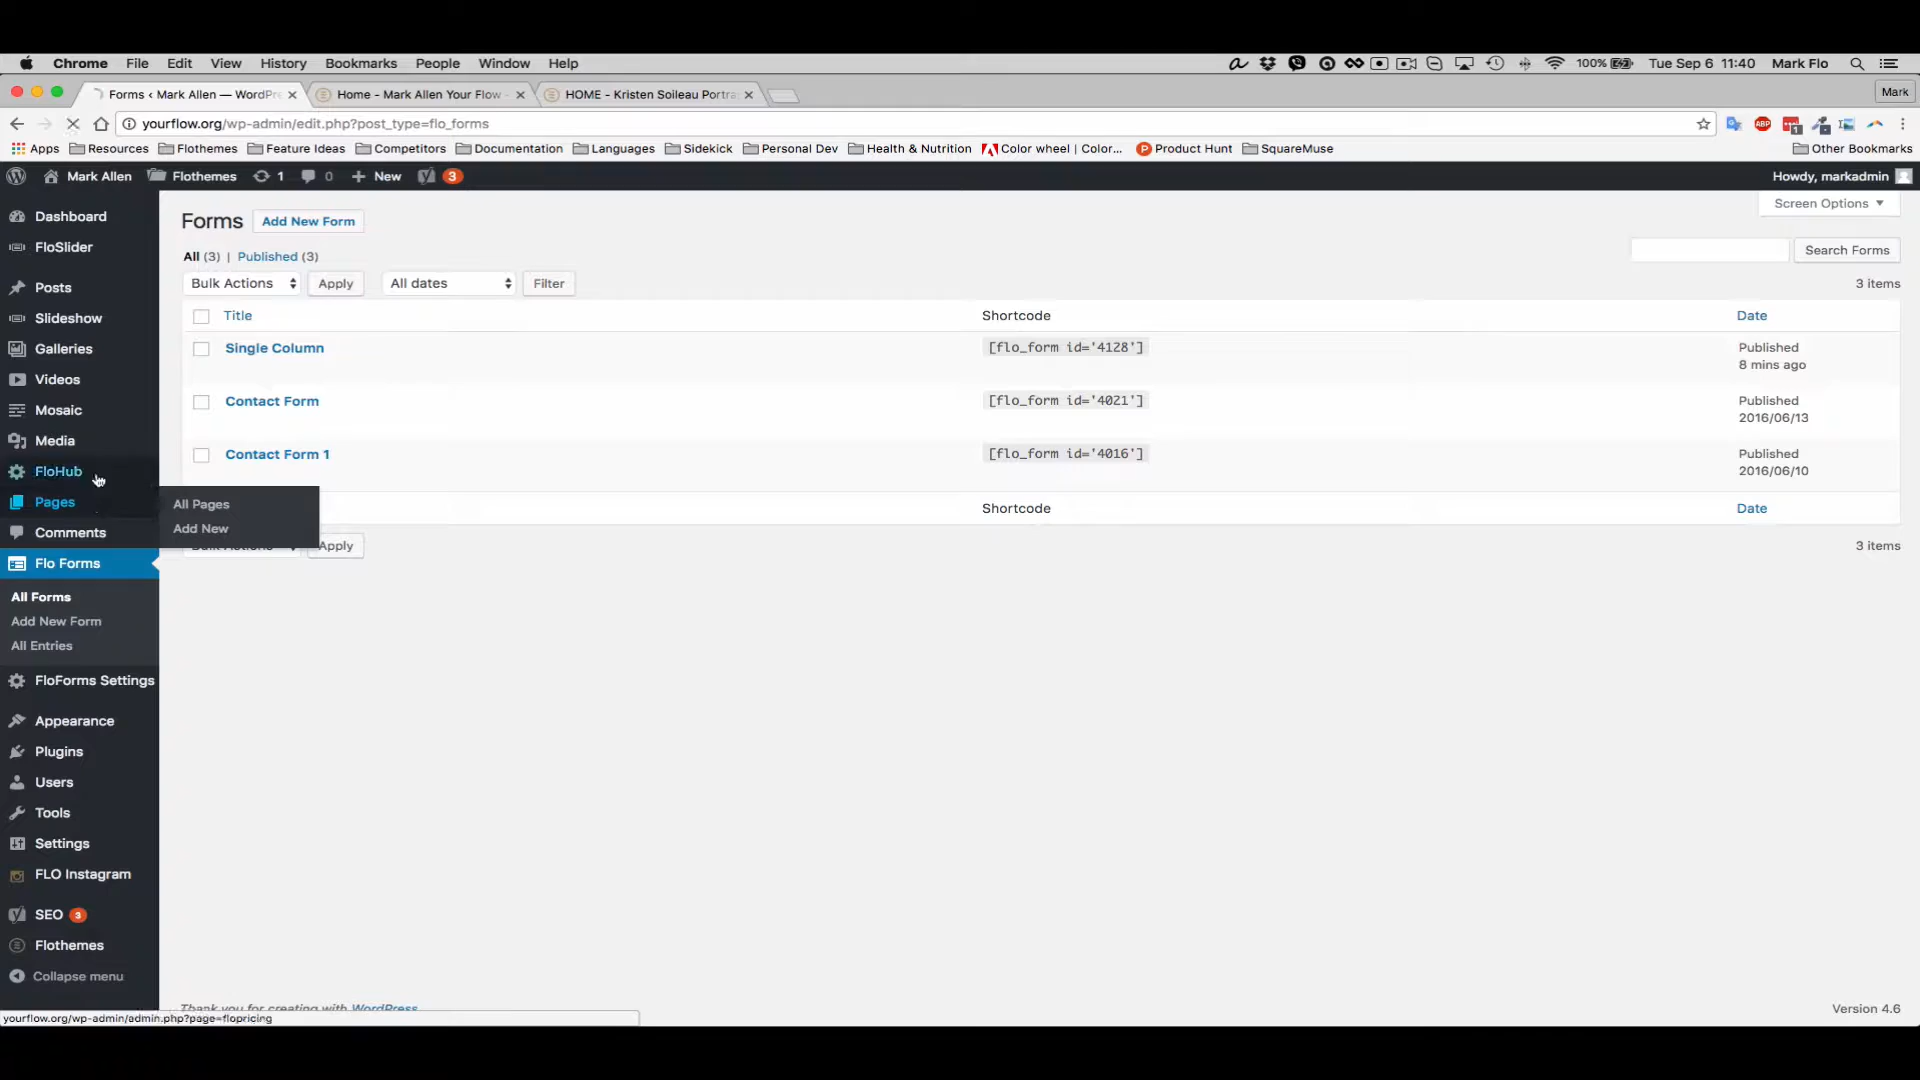 Chrome File Edit View History Bookmarks People Window Help 100% Tue Sep 6 11:40 Mark Flo
Forms ‹ Mark Allen — WordPre Home - Mark Allen Your Flow - HOME - Kristen Soileau Portra Mark
yourflow.org/wp-admin/edit.php?post_type=flo_forms
Apps Resources Flothemes Feature Ideas Competitors Documentation Languages Sidekick Personal Dev Health & Nutrition Color wheel | Color... Product Hunt SquareMuse Other Bookmarks
Mark Allen Flothemes 1 0 New 3 Howdy, markadmin
Dashboard
FloSlider
Posts
Slideshow
Galleries
Videos
Mosaic
Media
FloHub
Pages
All Pages
Add New
Comments
Flo Forms
All Forms
Add New Form
All Entries
FloForms Settings
Appearance
Plugins
Users
Tools
Settings
FLO Instagram
SEO 3
Flothemes
Collapse menu
Forms Add New Form
Screen Options
All (3) | Published (3)
Search Forms
Bulk Actions Apply All dates Filter 3 items
Title Shortcode Date
Single Column [flo_form id='4128'] Published
8 mins ago
Contact Form [flo_form id='4021'] Published
2016/06/13
Contact Form 1 [flo_form id='4016'] Published
2016/06/10
Shortcode Date
Bulk Actions Apply 3 items
Thank you for creating with WordPress Version 4.6
yourflow.org/wp-admin/admin.php?page=flopricing